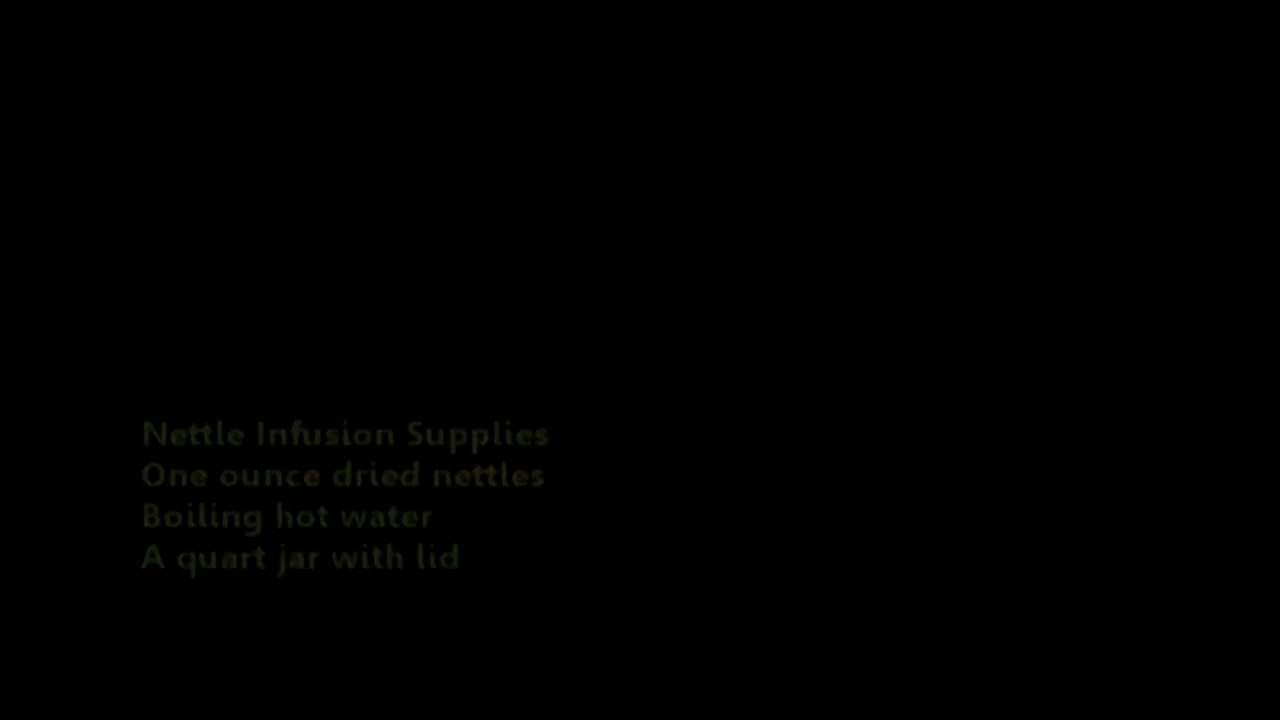 Nettle Infusion Supplies
One ounce dried nettles
Boiling hot water
A quart jar with lid